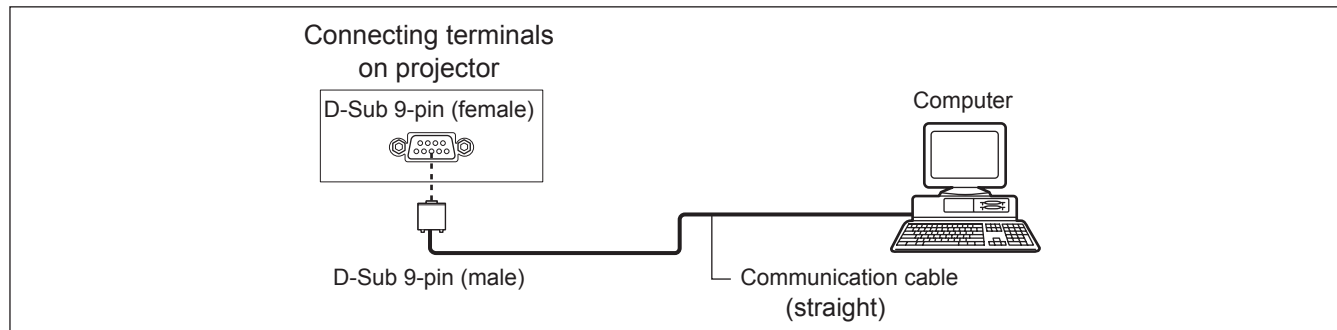 Connecting terminals
on projector
D-Sub 9-pin (female)
Computer
D-Sub 9-pin (male)
Communication cable
(straight)